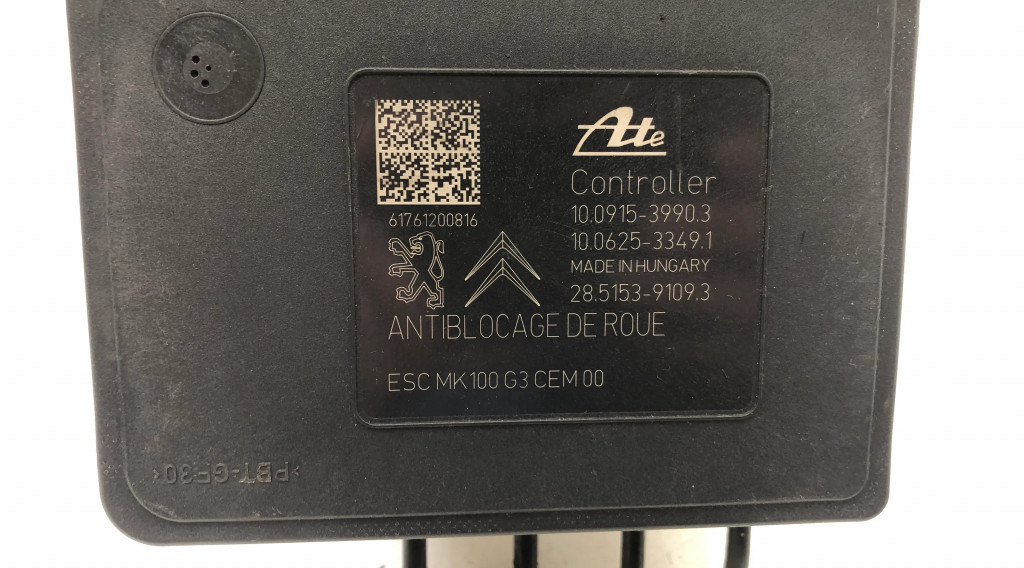 Ate
Controller
61761200816
10.0915-3990.3
10.0625-3349.1
MADE IN HUNGARY
28.5153-9109.3
ANTIBLOCAGE DE ROUE
ESC MK100 G3 CEM 00
>PBT-GF30<